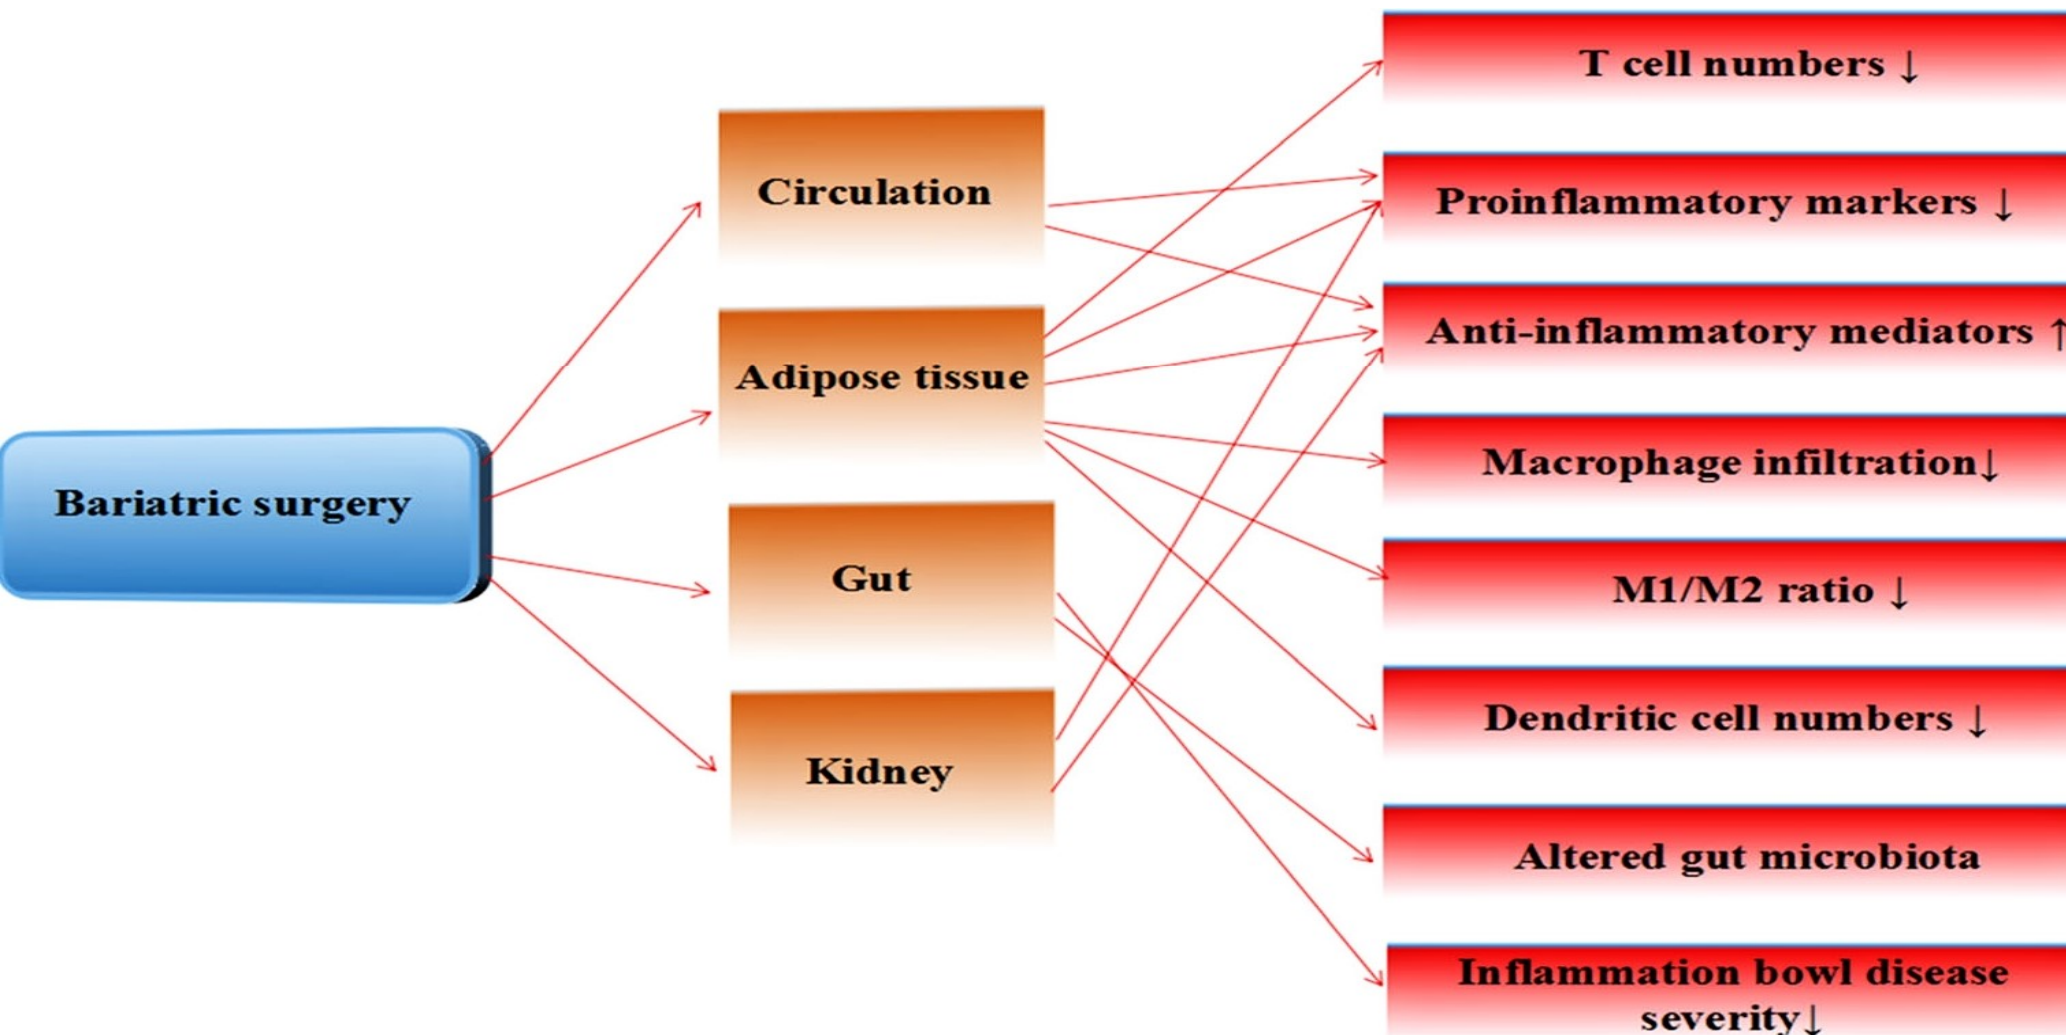 Bariatric surgery
Circulation
Adipose tissue
Gut
Kidney
T cell numbers ↓
Proinflammatory markers ↓
Anti-inflammatory mediators ↑
Macrophage infiltration↓
M1/M2 ratio ↓
Dendritic cell numbers ↓
Altered gut microbiota
Inflammation bowl disease
severity↓